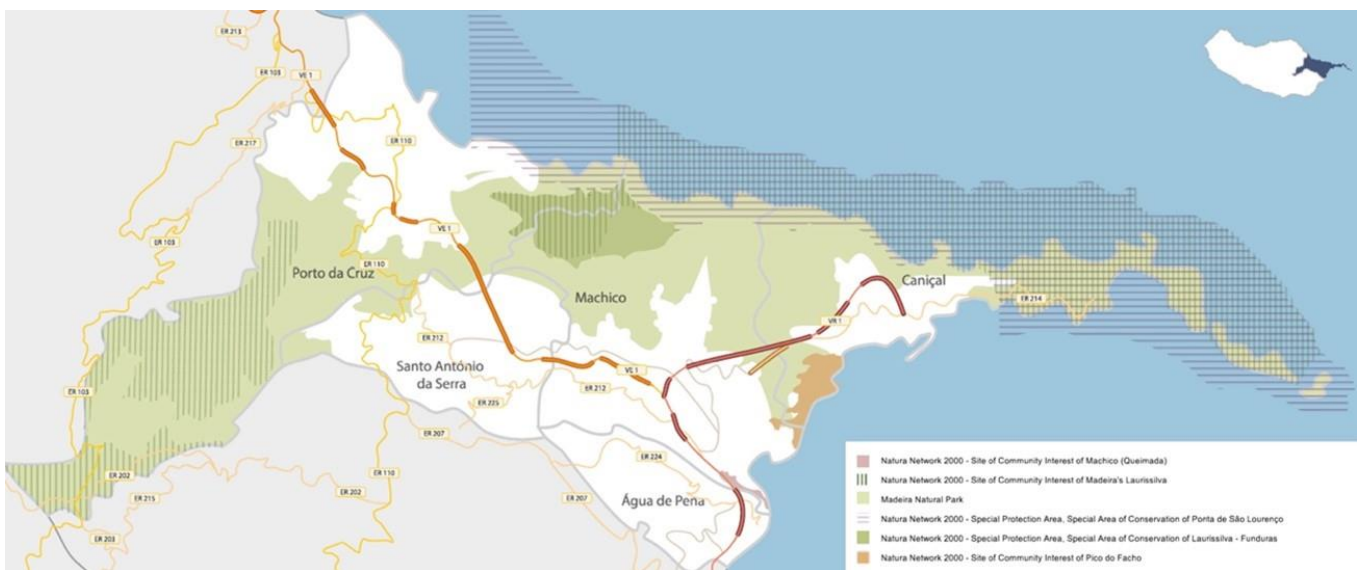 ER 213
ER 103
VE 1
ER 110
ER 217
ER 103
VE 1
ER 110
Porto da Cruz
Machico
Caniçal
ER 214
VR 1
ER 212
Santo António
da Serra
VE 1
ER 212
ER 103
ER 225
ER 207
ER 224
ER 202
ER 110
ER 202
ER 215
ER 207
Água de Pena
ER 203
Natura Network 2000 - Site of Community Interest of Machico (Queimada)
Natura Network 2000 - Site of Community Interest of Madeira's Laurissilva
Madeira Natural Park
Natura Network 2000 - Special Protection Area, Special Area of Conservation of Ponta de São Lourenço
Natura Network 2000 - Special Protection Area, Special Area of Conservation of Laurissilva - Funduras
Natura Network 2000 - Site of Community Interest of Pico do Facho